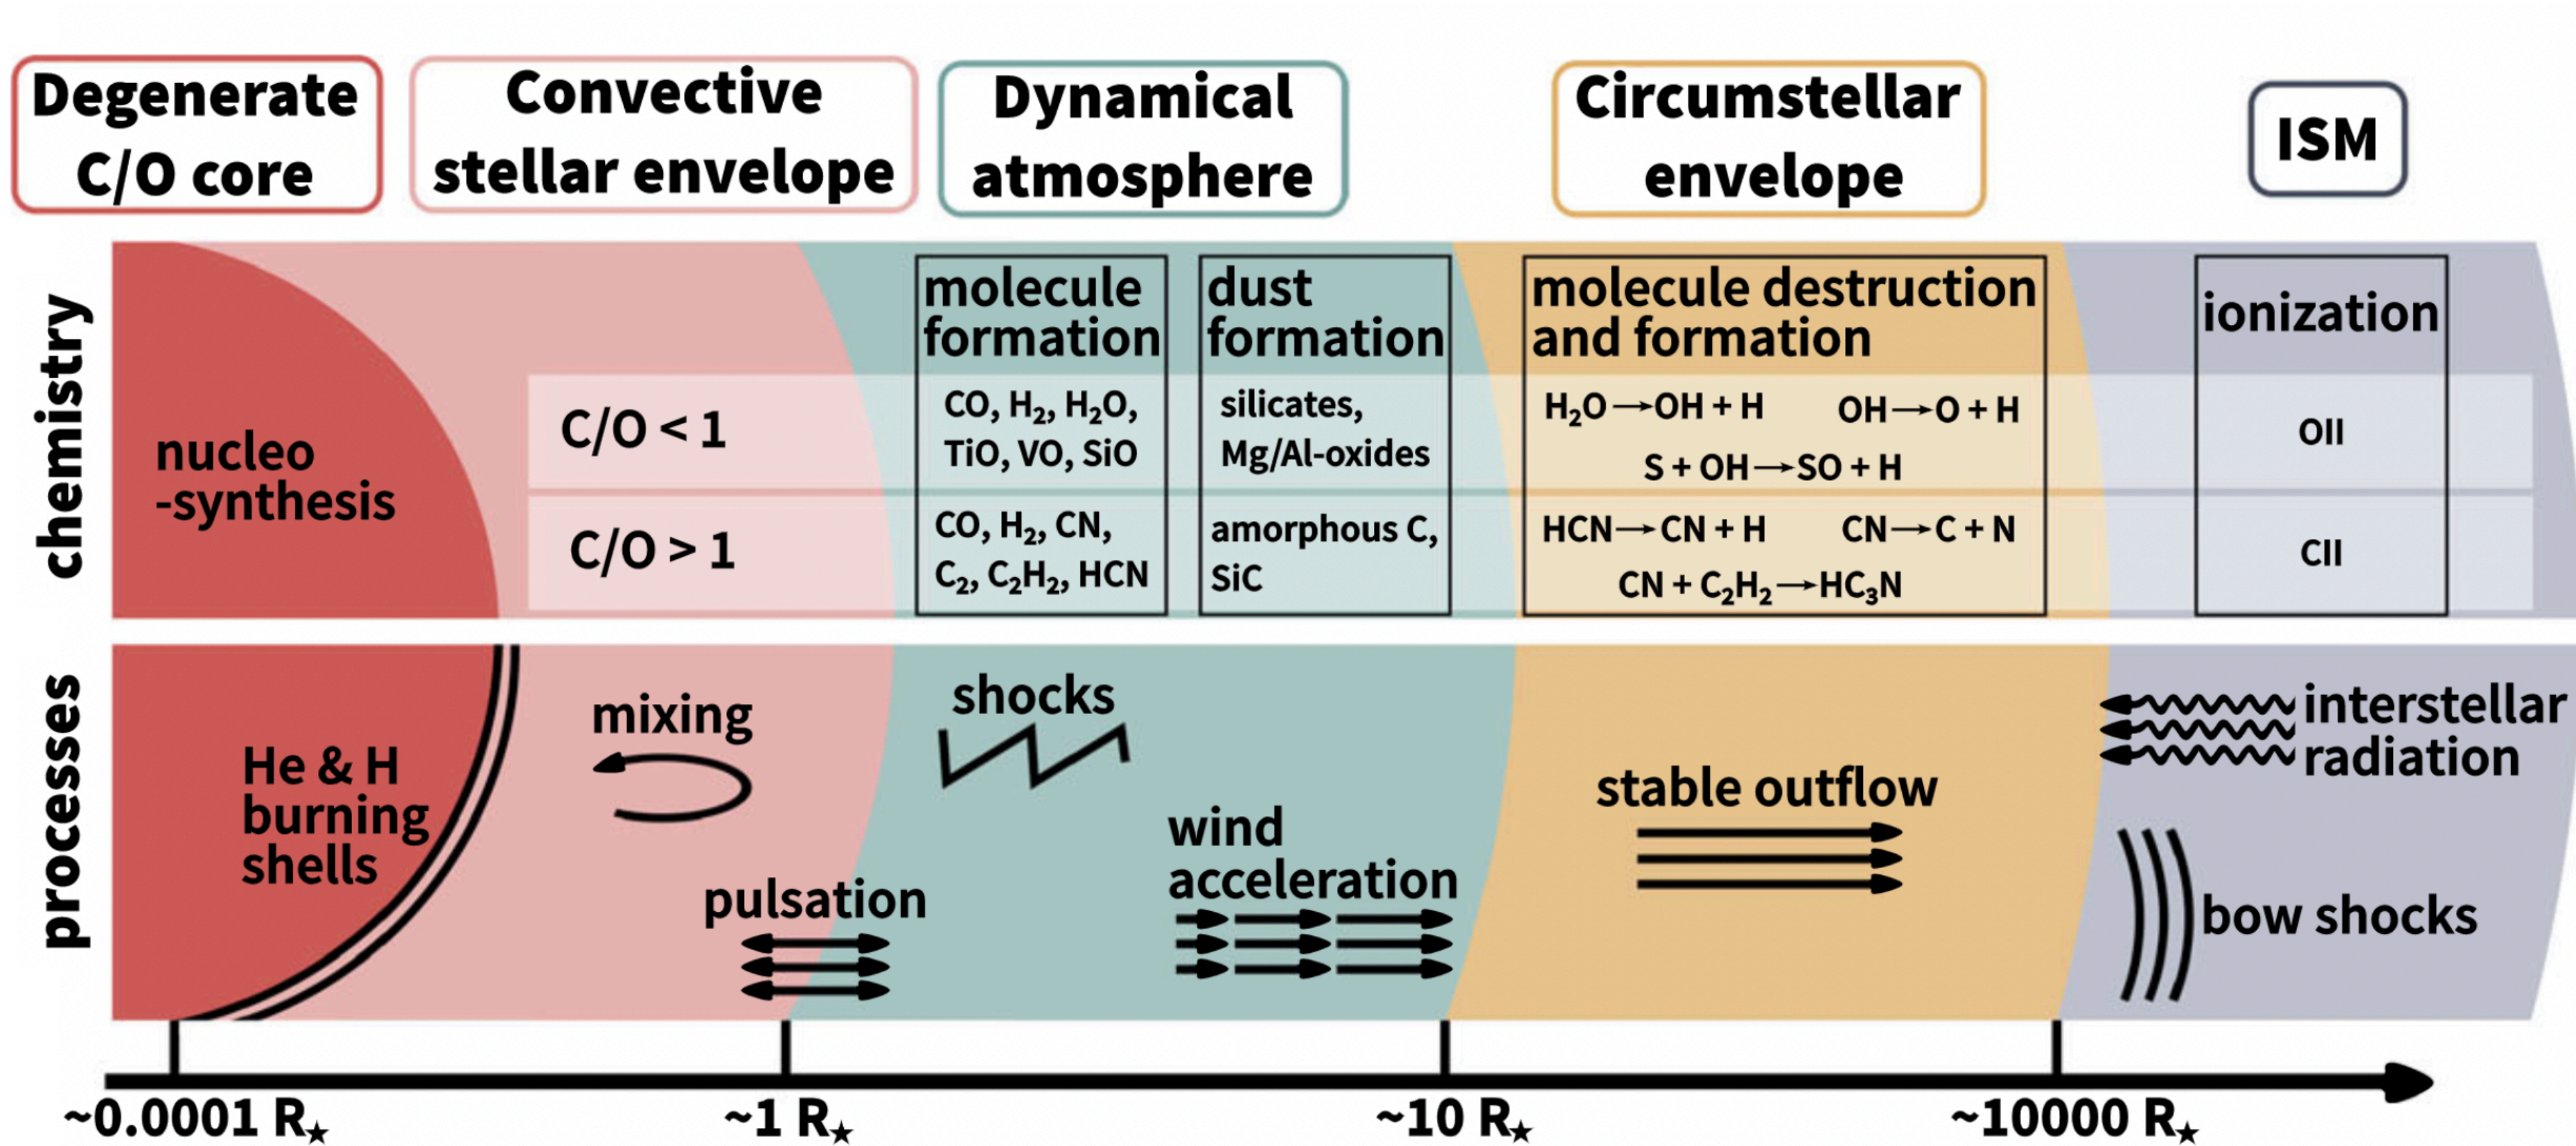 Degenerate
C/O core
Convective
stellar envelope
Dynamical
atmosphere
Circumstellar
envelope
ISM
chemistry
nucleo
-synthesis
C/O < 1
C/O > 1
molecule
formation
CO, H₂, H₂O,
TiO, VO, SiO
CO, H₂, CN,
C₂, C₂H₂, HCN
dust
formation
silicates,
Mg/Al-oxides
amorphous C,
SiC
molecule destruction
and formation
H₂O→OH + H
OH→O + H
S + OH→SO + H
HCN→CN + H
CN→C + N
CN + C₂H₂→HC₃N
ionization
OII
CII
processes
He & H
burning
shells
mixing
pulsation
shocks
wind
acceleration
stable outflow
interstellar
radiation
bow shocks
~0.0001 R★
~1 R★
~10 R★
~10000 R★